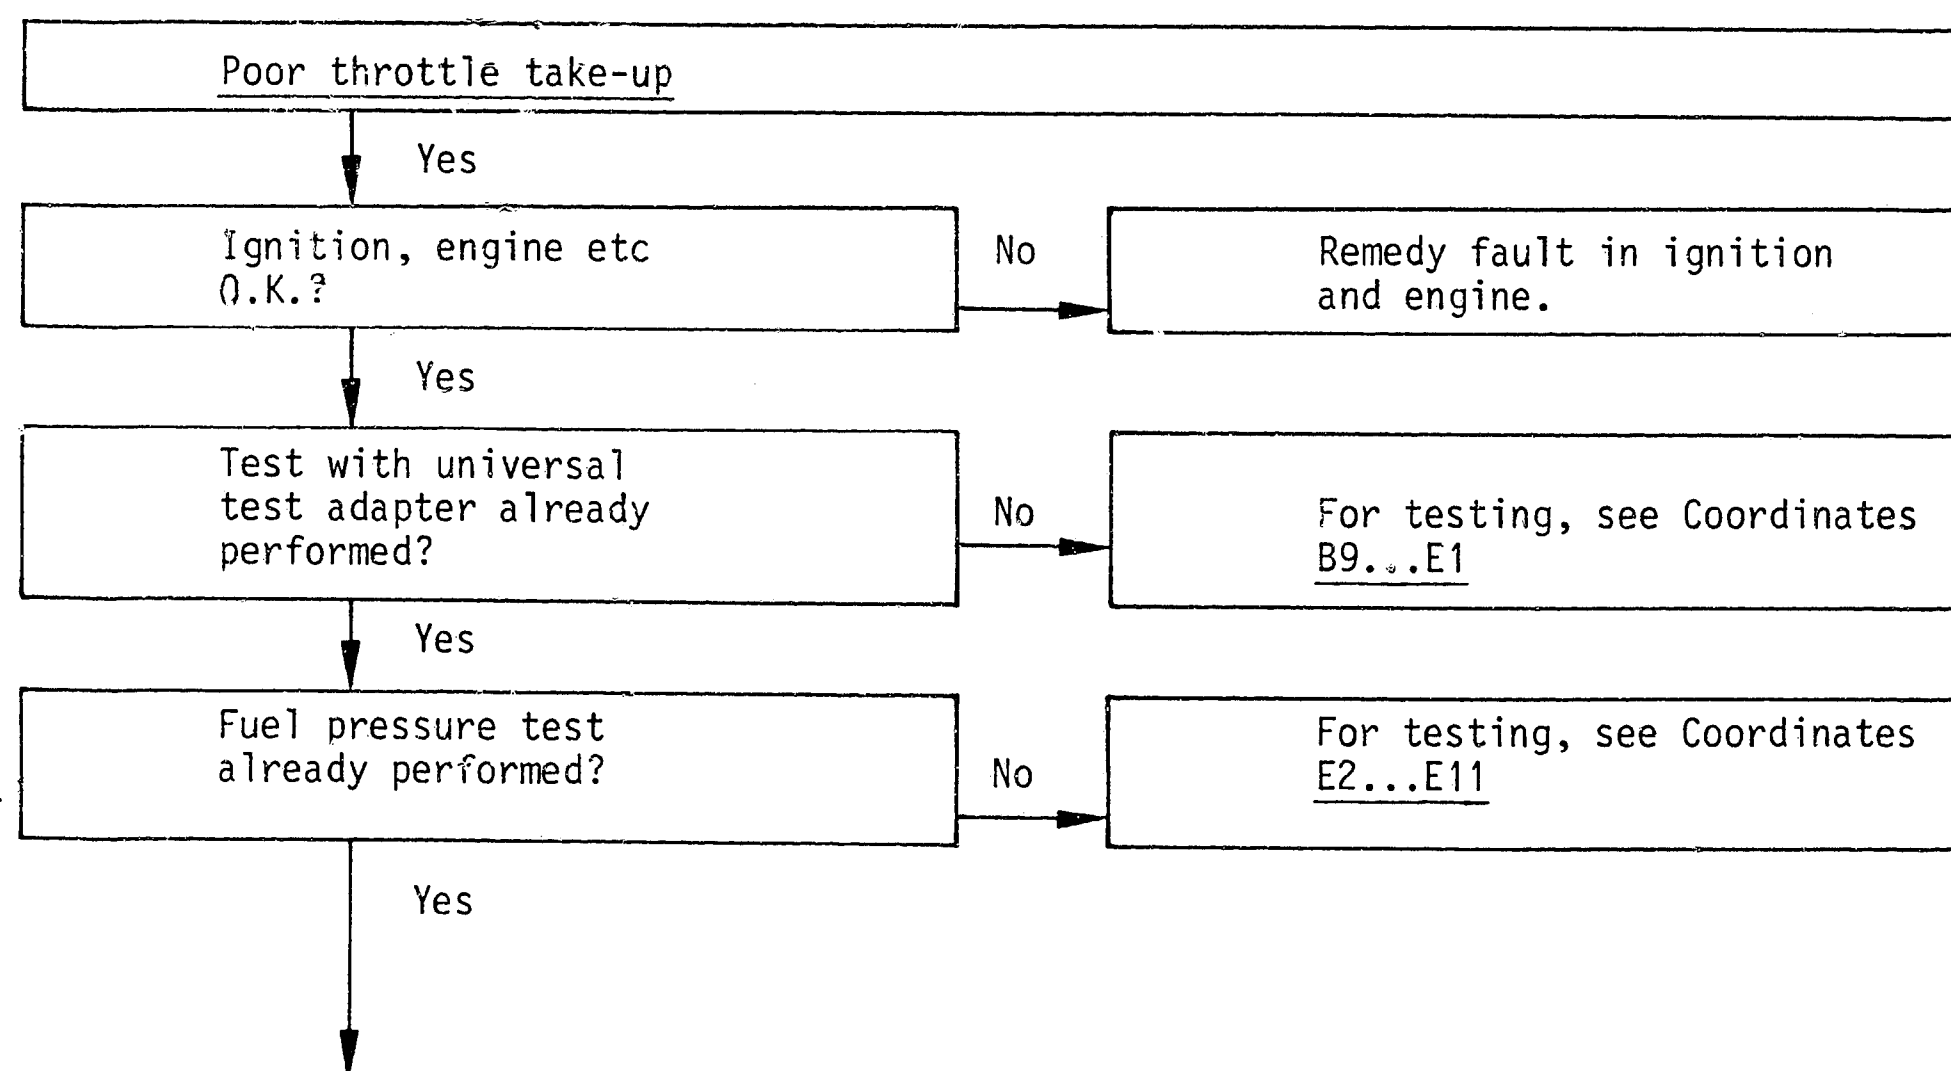 Poor throttle take-up
Yes
Ignition, engine etc
O.K.?
No
Remedy fault in ignition
and engine.
Yes
Test with universal
test adapter already
performed?
No
For testing, see Coordinates
B9...E1
Yes
Fuel pressure test
already performed?
No
For testing, see Coordinates
E2...E11
Yes